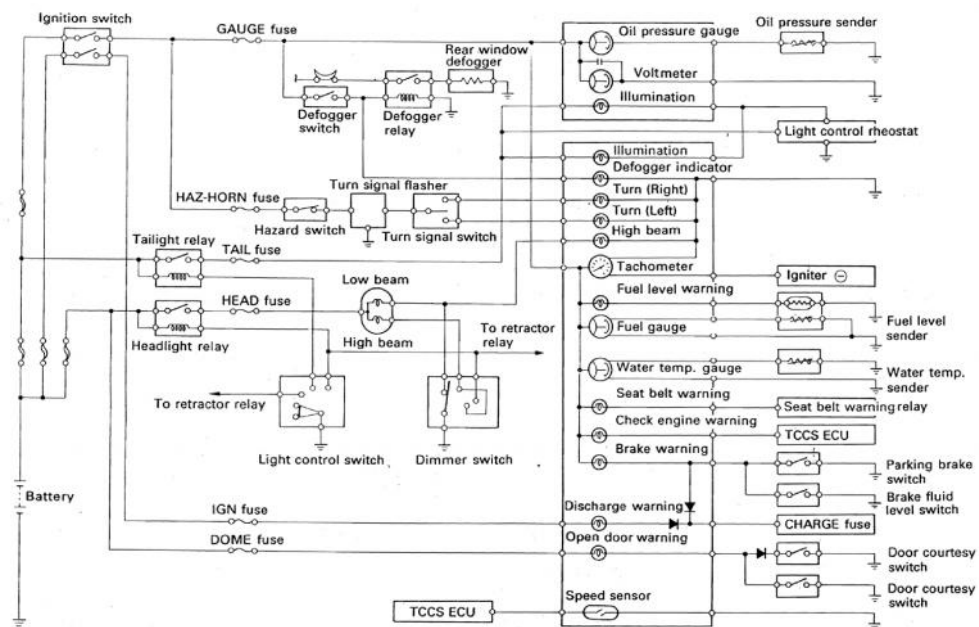 Ignition switch
GAUGE fuse
Oil pressure gauge
Oil pressure sender
Rear window
defogger
Voltmeter
Defogger
switch
Defogger
relay
Illumination
Light control rheostat
Illumination
Defogger indicator
HAZ-HORN fuse
Turn signal flasher
Turn (Right)
Hazard switch
Turn signal switch
Turn (Left)
High beam
Tailight relay
TAIL fuse
Tachometer
Igniter ⊖
Low beam
HEAD fuse
Fuel level warning
Fuel gauge
Fuel level
sender
High beam
To retractor
relay
Headlight relay
Water temp. gauge
Water temp.
sender
To retractor relay
Seat belt warning
Seat belt warning relay
Check engine warning
TCCS ECU
Light control switch
Dimmer switch
Brake warning
Parking brake
switch
Battery
Brake fluid
level switch
IGN fuse
Discharge warning
CHARGE fuse
DOME fuse
Open door warning
Door courtesy
switch
Door courtesy
switch
TCCS ECU
Speed sensor